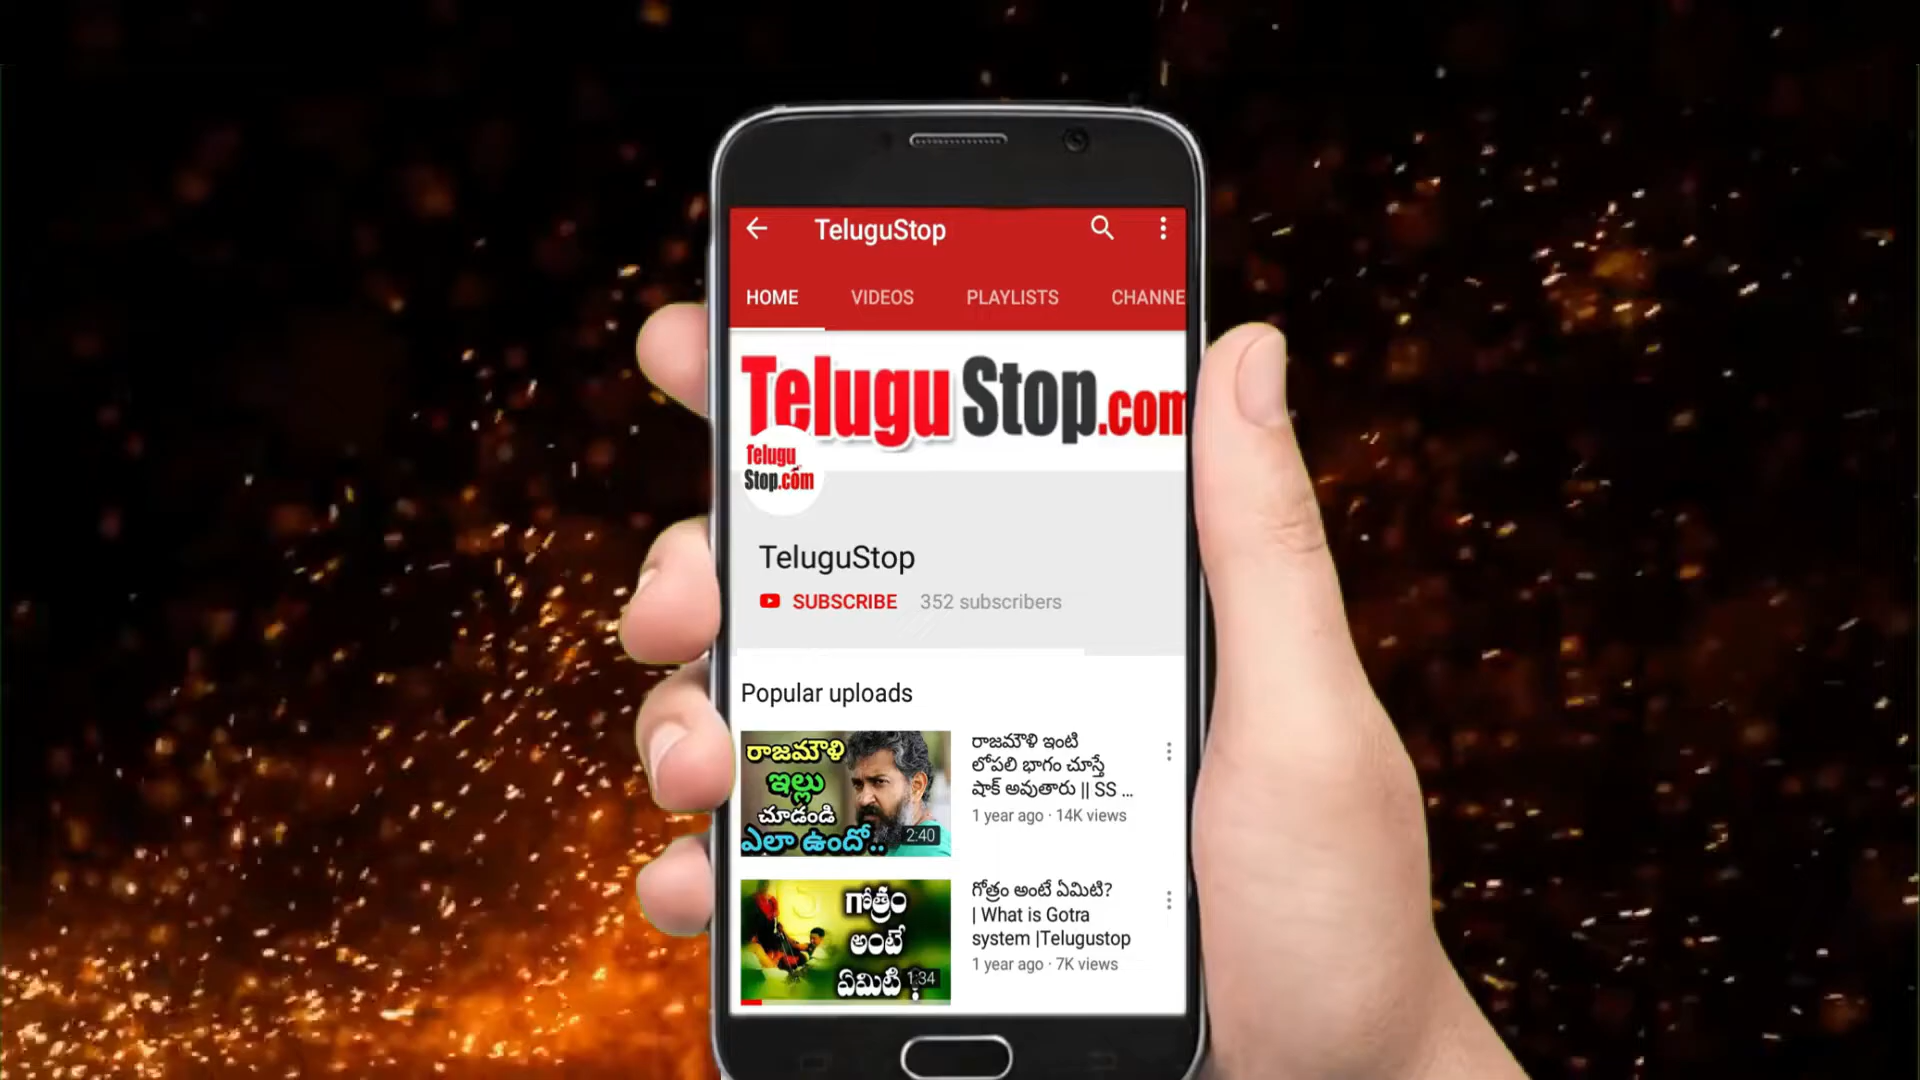 TeluguStop
HOME VIDEOS PLAYLISTS CHANNE
Telugu Stop.com
Telugu
Stop.com
TeluguStop
SUBSCRIBE 352 subscribers
Popular uploads
రాజమౌళి
ఇల్లు
చూడండి
ఎలా ఉందో..
2:40
రాజమౌళి ఇంటి
లోపలి భాగం చూస్తే
షాక్ అవుతారు || SS ...
1 year ago · 14K views
గోత్రం
అంటే
ఏమిటి ?
1:34
గోత్రం అంటే ఏమిటి?
| What is Gotra
system |Telugustop
1 year ago · 7K views